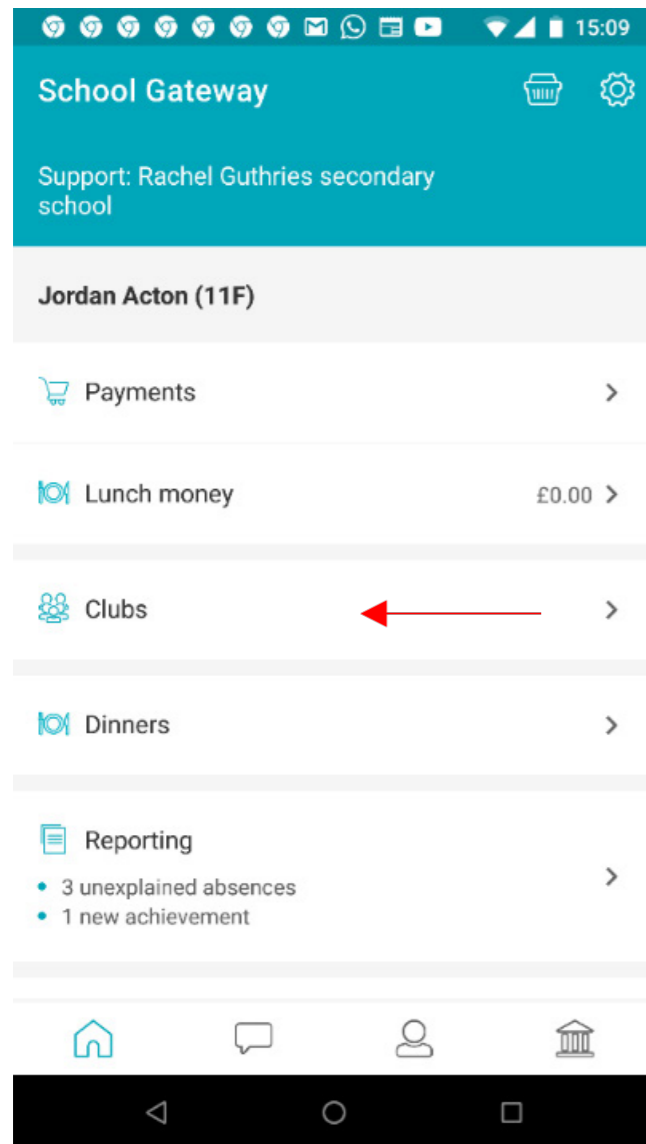 15:09
School Gateway
Support: Rachel Guthries secondary
school
Jordan Acton (11F)
Payments
Lunch money £0.00
Clubs
Dinners
Reporting
3 unexplained absences
1 new achievement